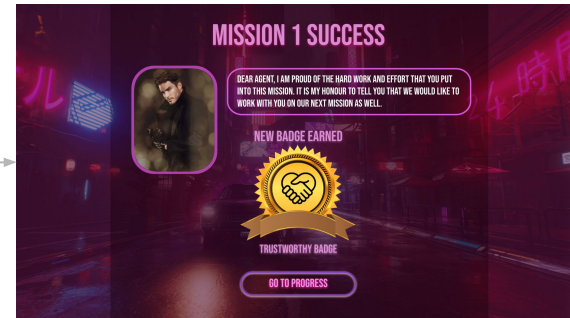 MISSION 1 SUCCESS
DEAR AGENT, I AM PROUD OF THE HARD WORK AND EFFORT THAT YOU PUT
INTO THIS MISSION. IT IS MY HONOUR TO TELL YOU THAT WE WOULD LIKE TO
WORK WITH YOU ON OUR NEXT MISSION AS WELL.
NEW BADGE EARNED
TRUSTWORTHY BADGE
GO TO PROGRESS